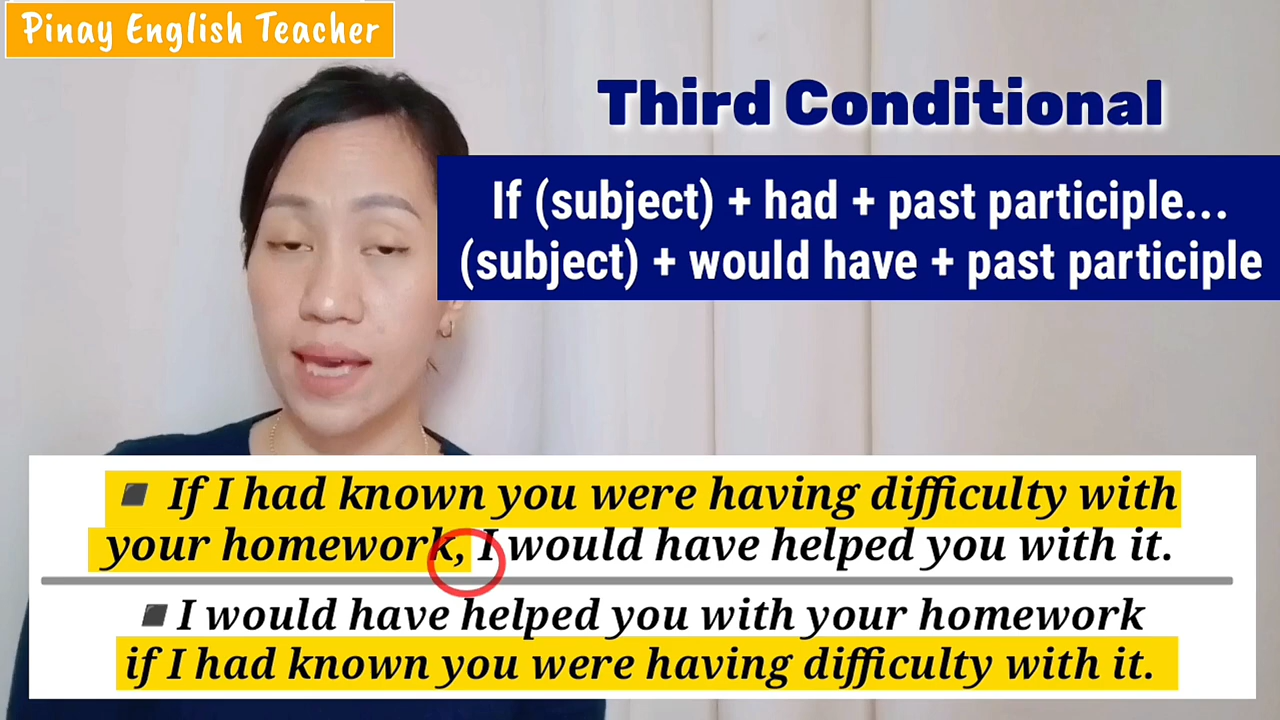 Pinay English Teacher
Third Conditional
If (subject) + had + past participle...
(subject) + would have + past participle
▪ If I had known you were having difficulty with
your homework, I would have helped you with it.
▪ I would have helped you with your homework
if I had known you were having difficulty with it.